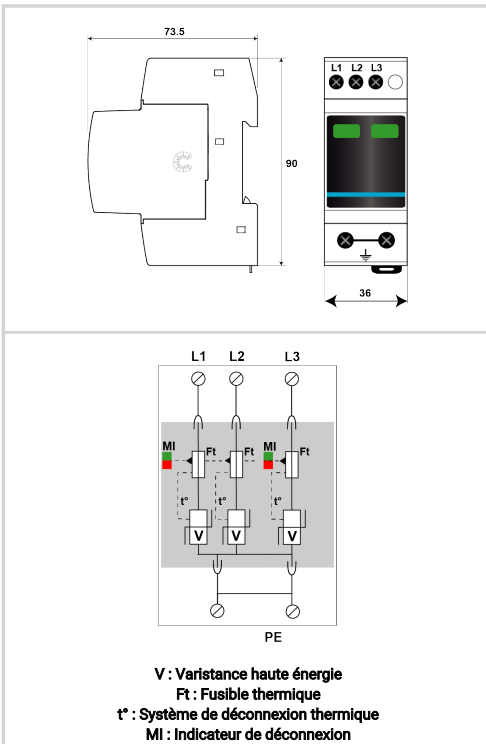 73.5
L1 L2 L3
90
36
L1 L2 L3
MI Ft Ft MI Ft
t° t° t°
V V V
PE
V : Varistance haute énergie
Ft : Fusible thermique
t° : Système de déconnexion thermique
MI : Indicateur de déconnexion